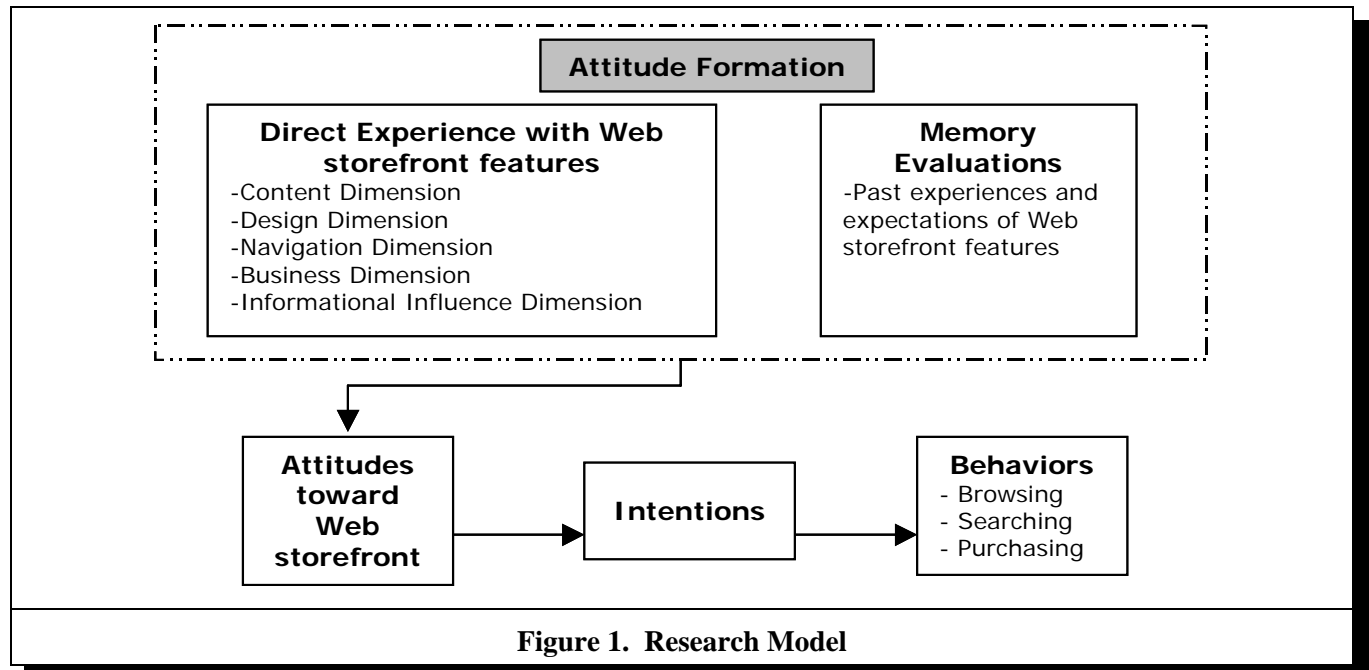 Attitude Formation
Direct Experience with Web
storefront features
-Content Dimension
-Design Dimension
-Navigation Dimension
-Business Dimension
-Informational Influence Dimension
Memory
Evaluations
-Past experiences and
expectations of Web
storefront features
Attitudes
toward
Web
storefront
Intentions
Behaviors
- Browsing
- Searching
- Purchasing
Figure 1. Research Model